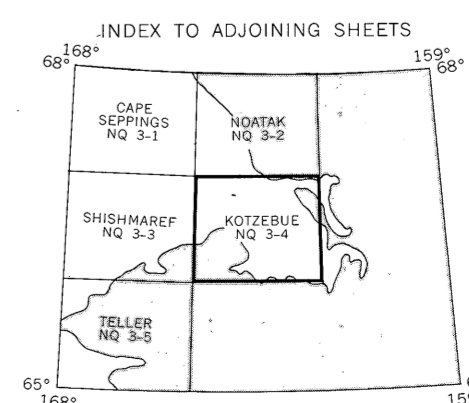 INDEX TO ADJOINING SHEETS
168°
159°
68°
68°
CAPE
SEPPINGS
NQ 3-1
NOATAK
NQ 3-2
SHISHMAREF
NQ 3-3
KOTZEBUE
NQ 3-4
TELLER
NQ 3-5
65°
168°